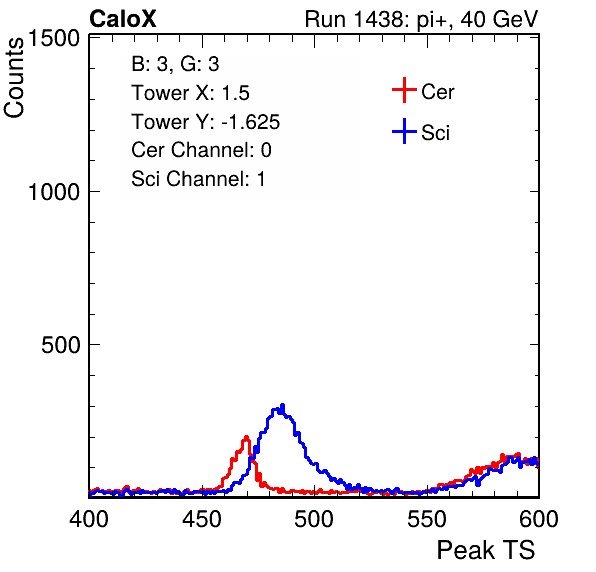 CaloX Run 1438: pi+, 40 GeV
Counts
1500
1000
500
B: 3, G: 3
Tower X: 1.5
Tower Y: -1.625
Cer Channel: 0
Sci Channel: 1
Cer
Sci
400 450 500 550 600
Peak TS